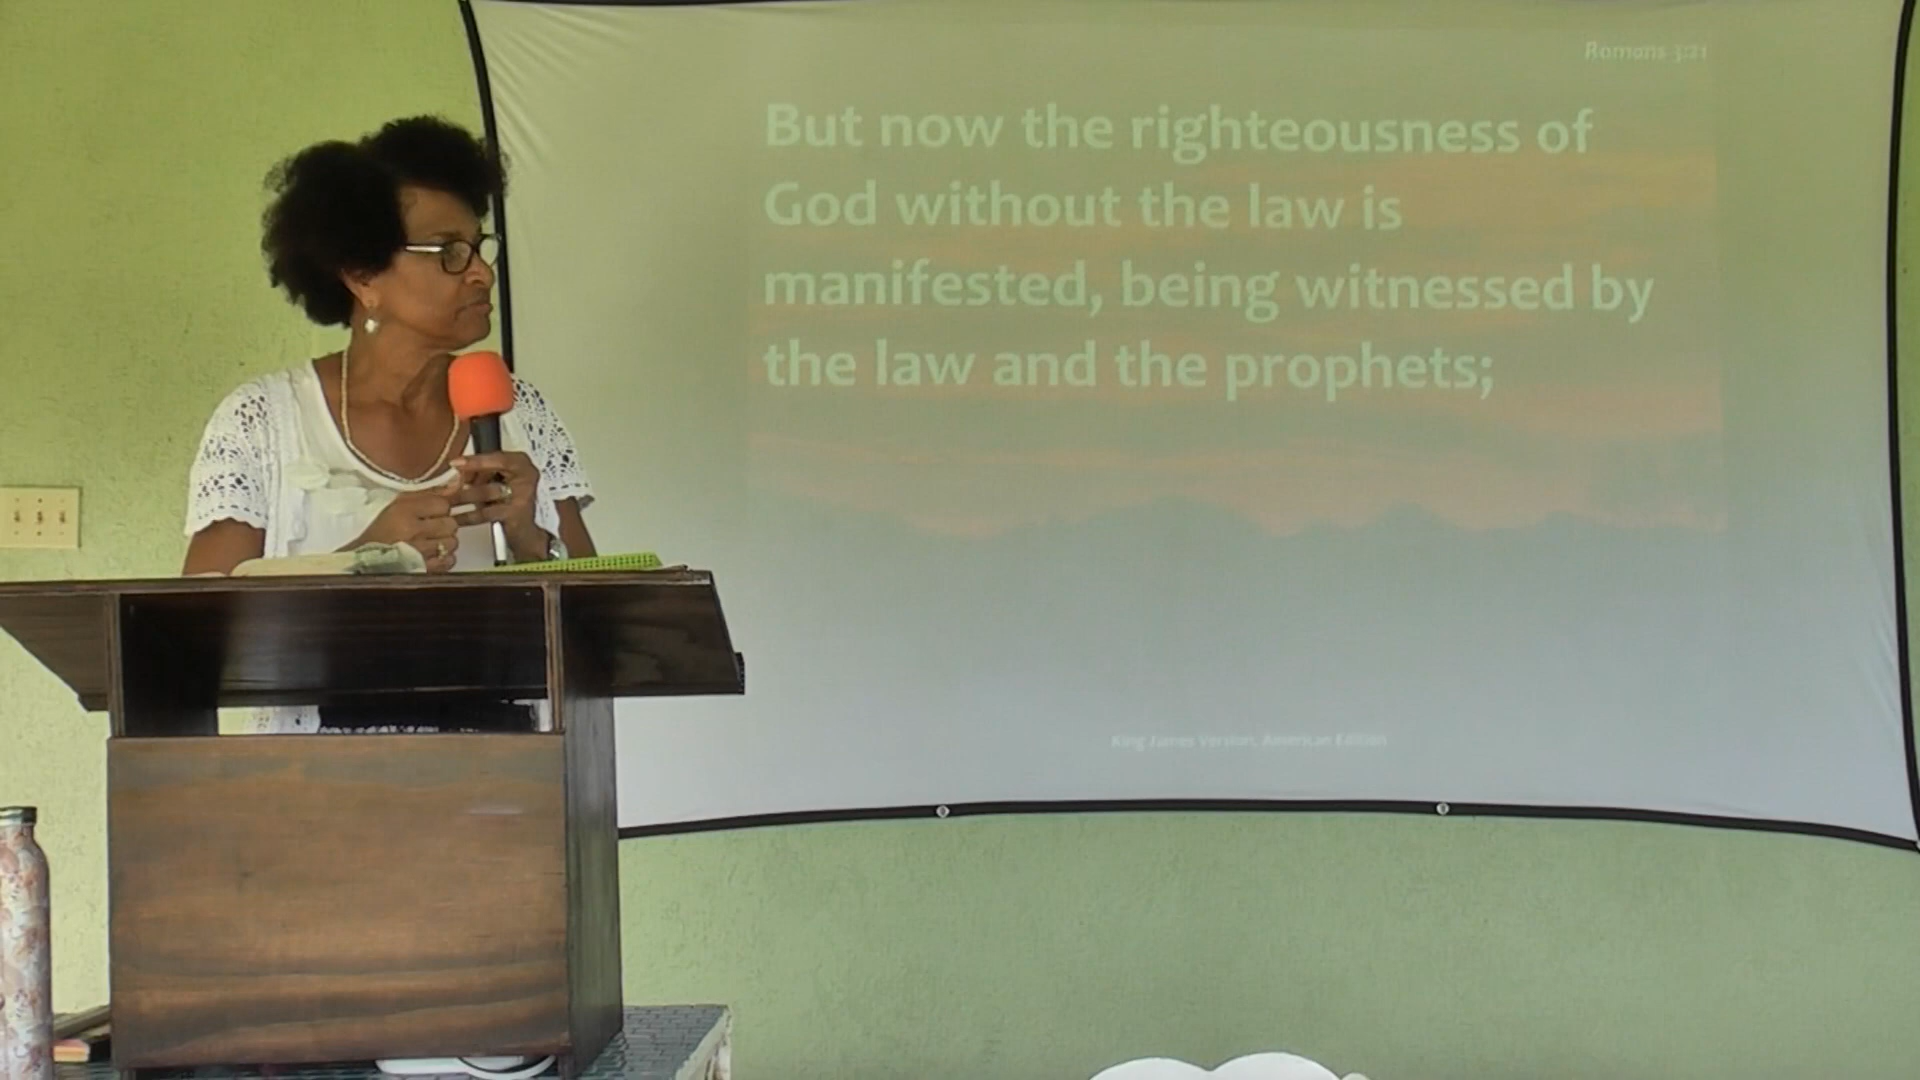 Romans 3:21
But now the righteousness of
God without the law is
manifested, being witnessed by
the law and the prophets;
King James Version, American Edition